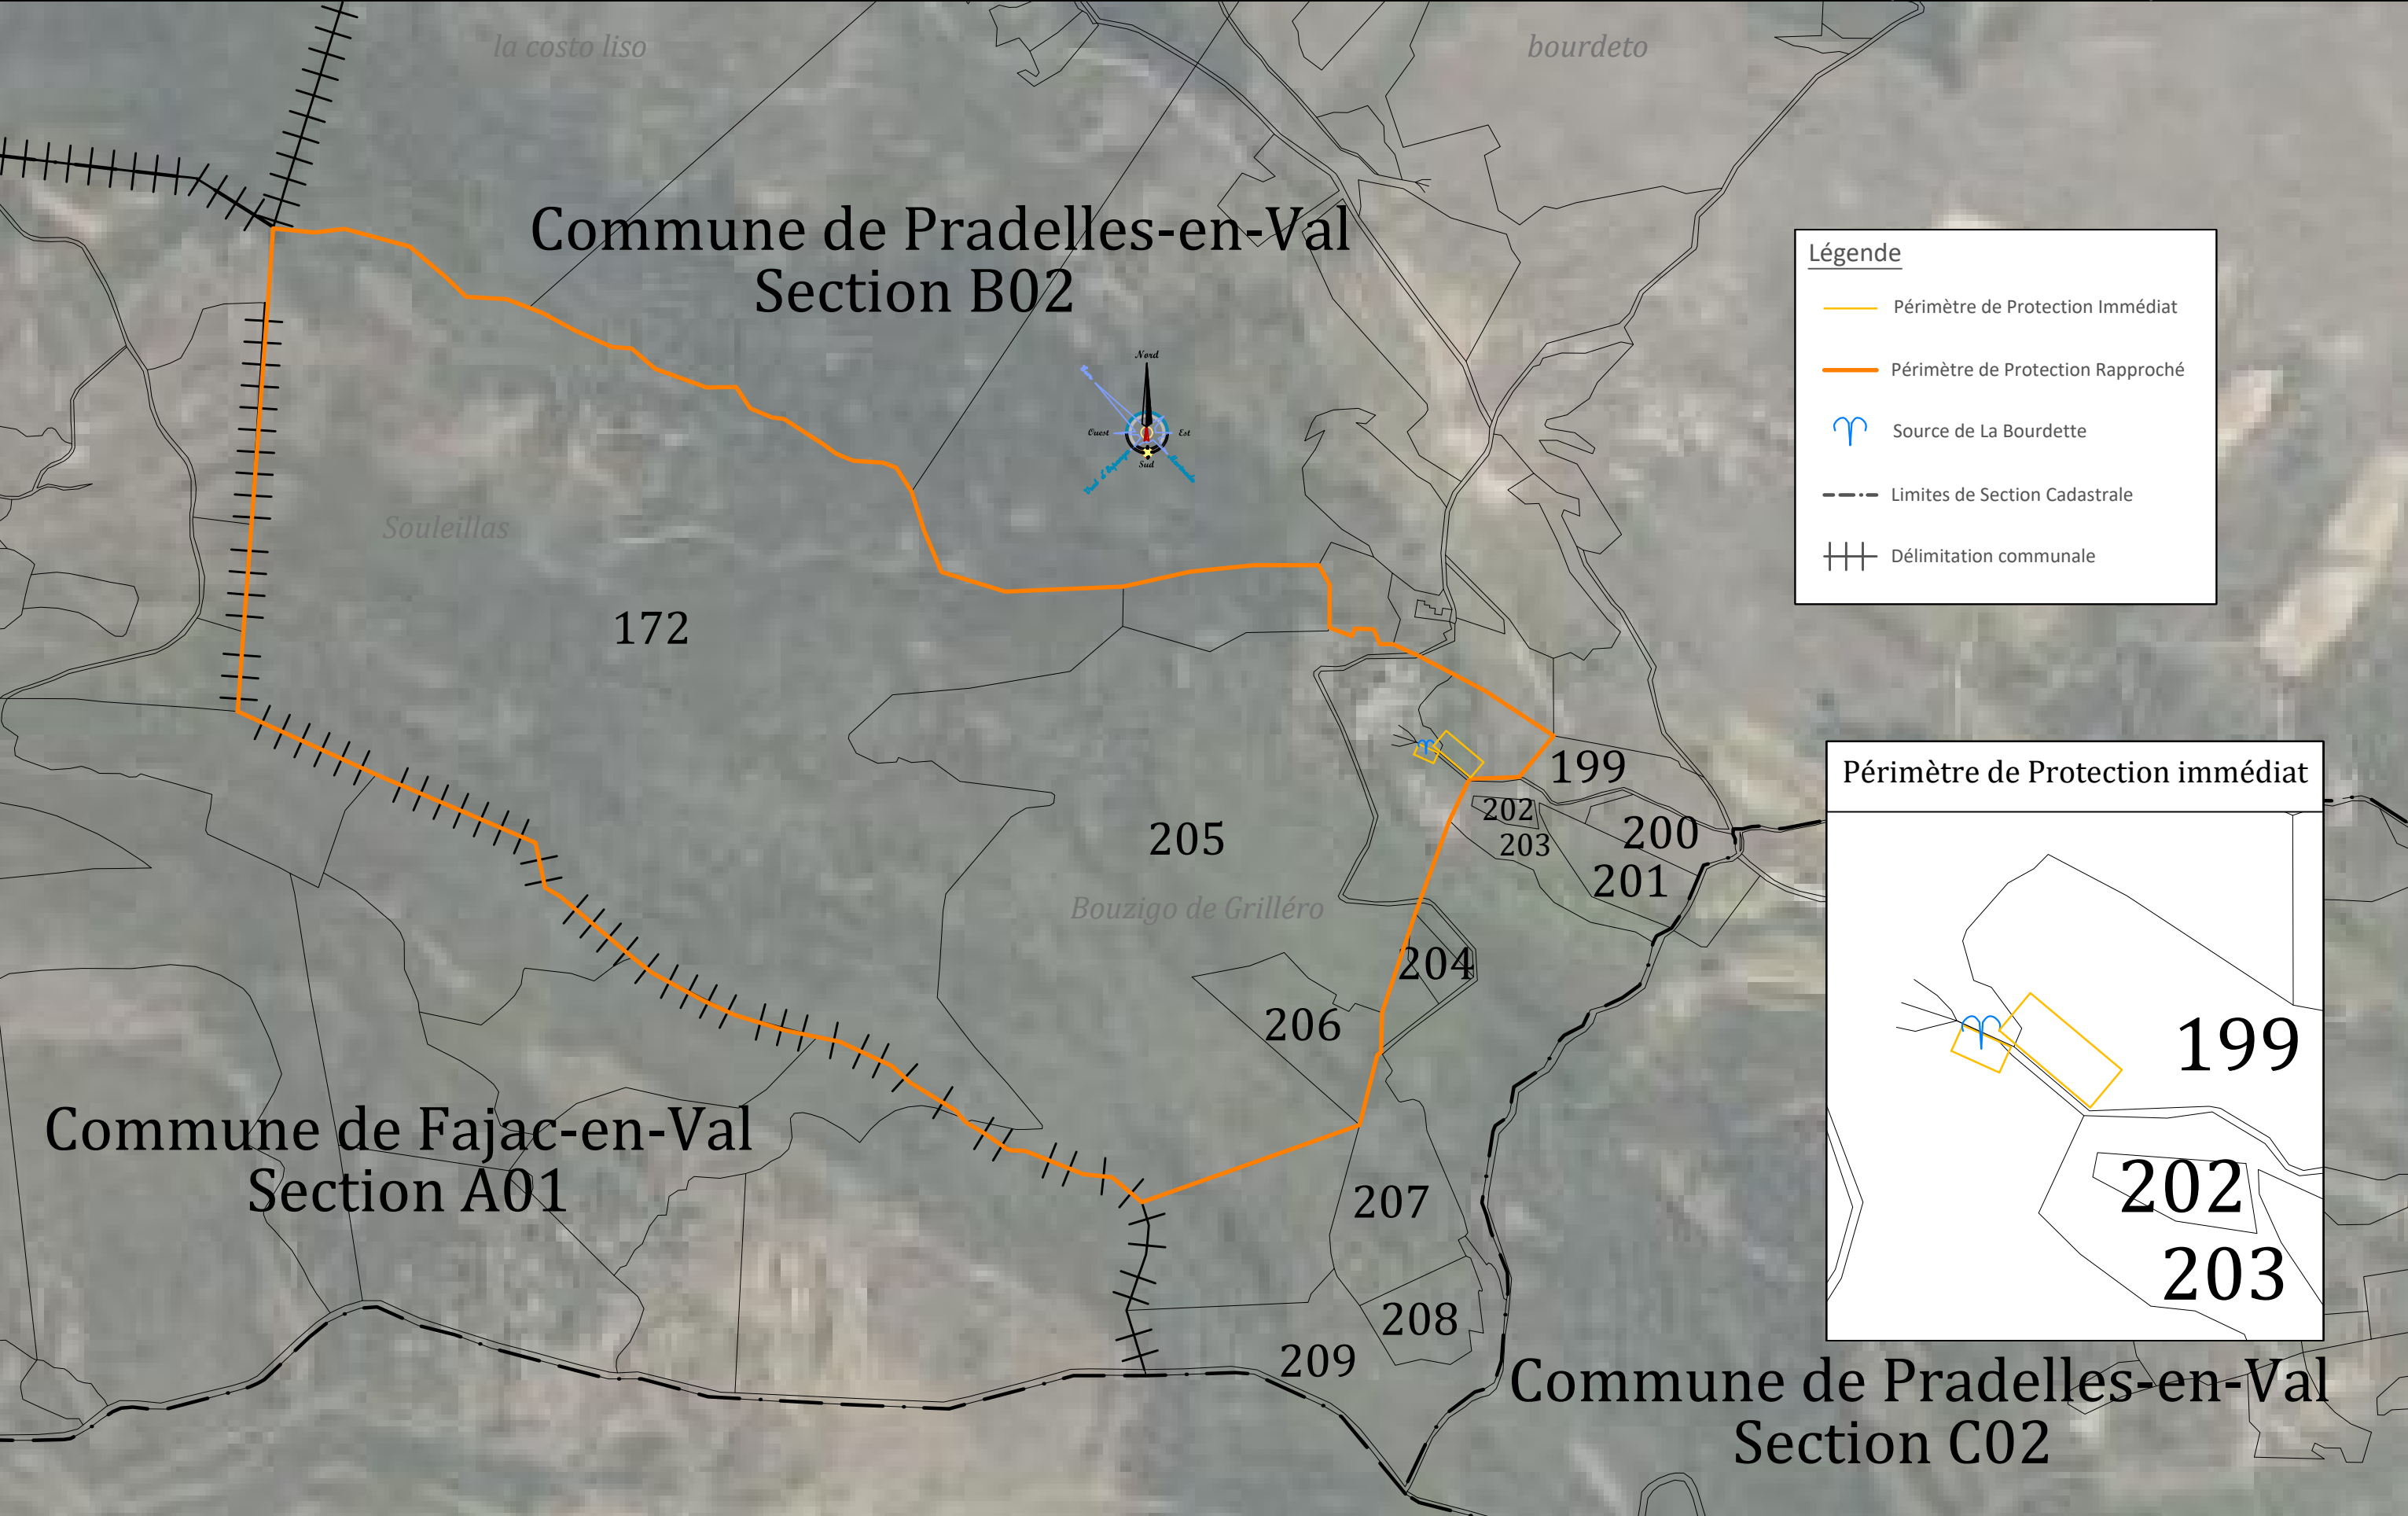 la costo liso
bourdeto
Commune de Pradelles-en-Val
Section B02
Légende
Périmètre de Protection Immédiat
Périmètre de Protection Rapproché
Source de La Bourdette
Limites de Section Cadastrale
Délimitation communale
Nord
Ouest
Est
Sud
Souleillas
172
205
Bouzigo de Grilléro
199
202
203
200
201
204
206
207
208
209
Périmètre de Protection immédiat
199
202
203
Commune de Fajac-en-Val
Section A01
Commune de Pradelles-en-Val
Section C02